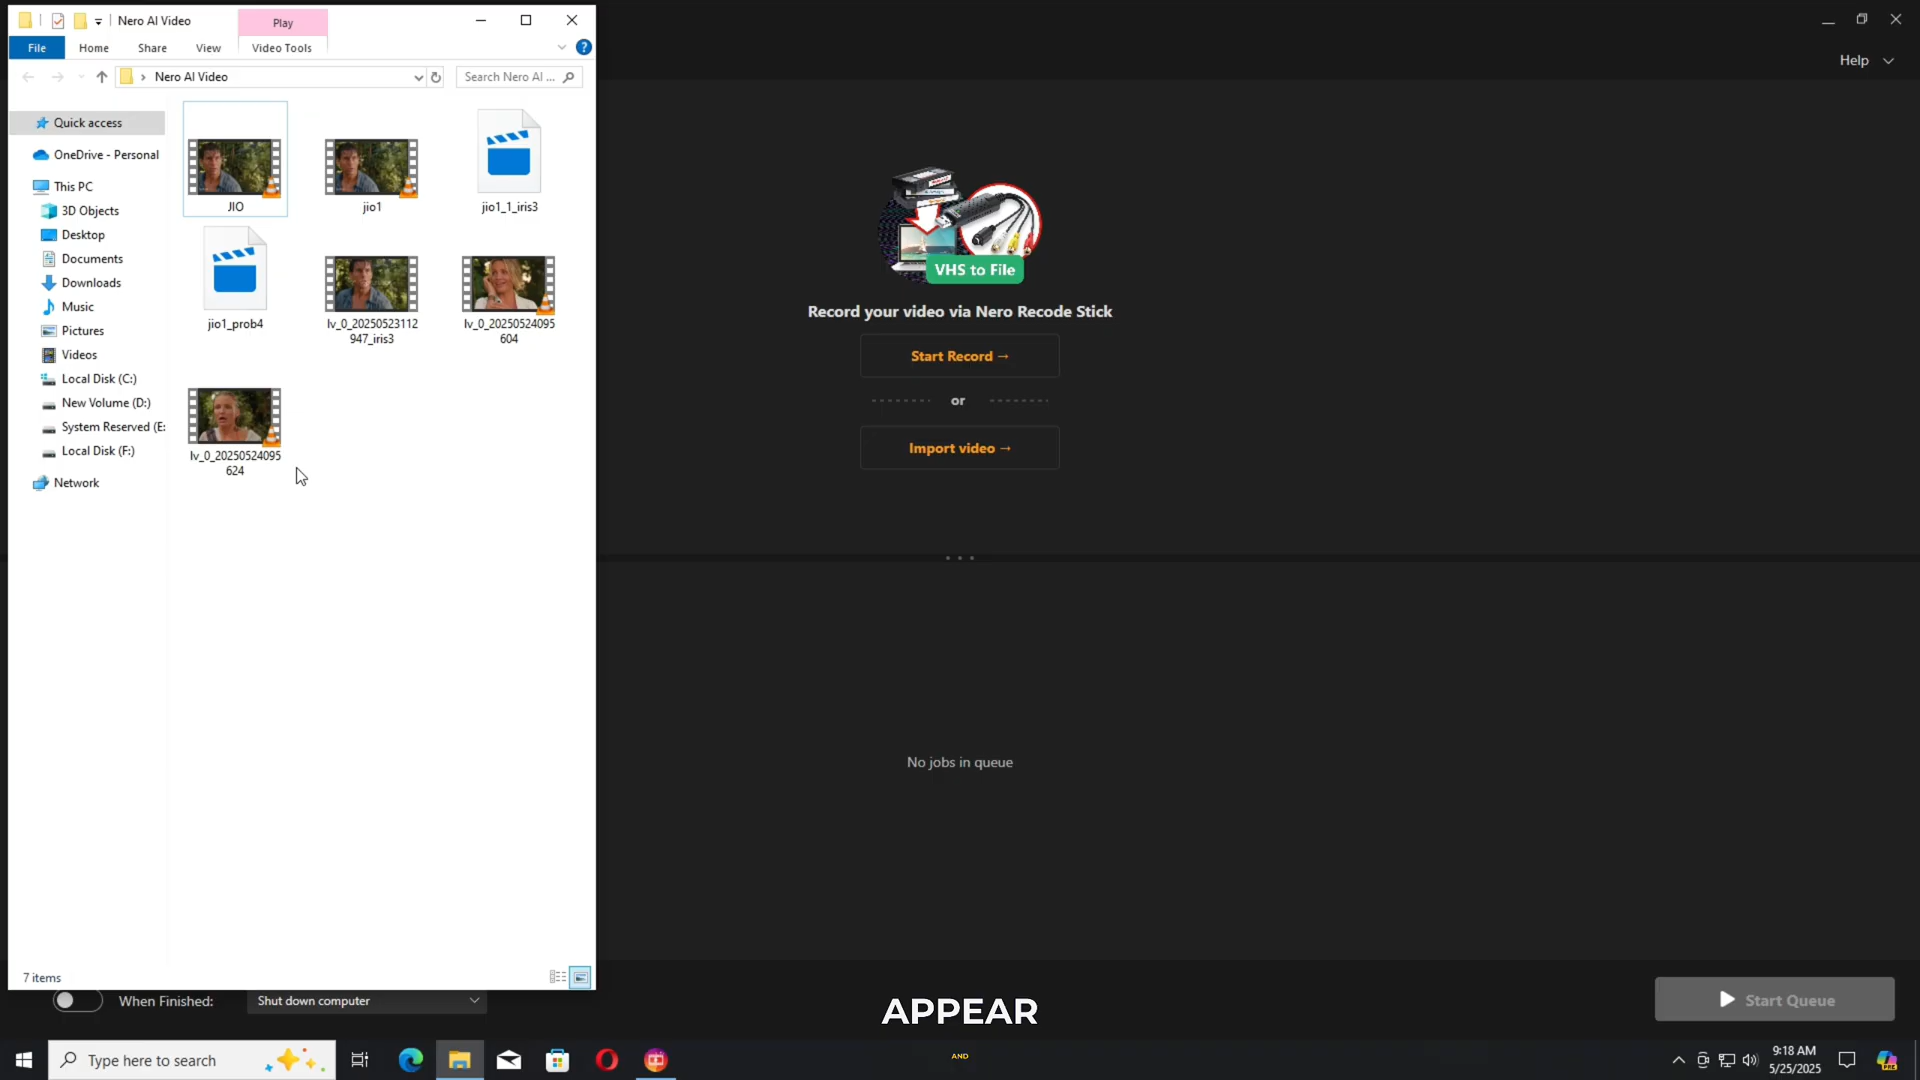 Nero AI Video
Play
File
Home
Share
View
Video Tools
Nero AI Video
Search Nero AI ...
Help
Quick access
OneDrive - Personal
This PC
3D Objects
Desktop
Documents
Downloads
Music
Pictures
Videos
Local Disk (C:)
New Volume (D:)
System Reserved (E:
Local Disk (F:)
Network
JIO
jio1
jio1_1_iris3
jio1_prob4
lv_0_20250523112
947_iris3
lv_0_20250524095
604
lv_0_20250524095
624
7 items
VHS to File
Record your video via Nero Recode Stick
Start Record →
or
Import video →
No jobs in queue
When Finished:
Shut down computer
Start Queue
APPEAR
AND
Type here to search
9:18 AM
5/25/2025
PRE